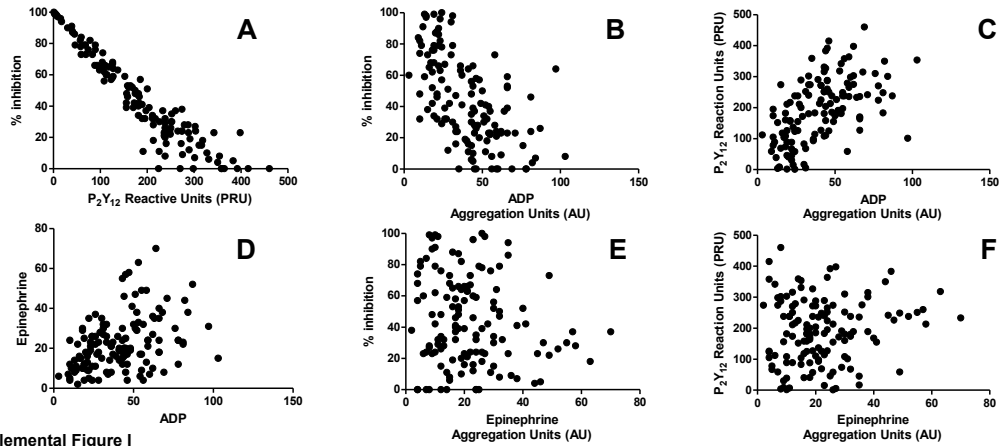 A
% inhibition
100
80
60
40
20
0
0 100 200 300 400 500
P2Y12 Reactive Units (PRU)
B
% inhibition
100
80
60
40
20
0
0 50 100 150
ADP
Aggregation Units (AU)
C
P2Y12 Reaction Units (PRU)
500
400
300
200
100
0
0 50 100 150
ADP
Aggregation Units (AU)
D
Epinephrine
80
60
40
20
0
0 50 100 150
ADP
E
% inhibition
100
80
60
40
20
0
0 20 40 60 80
Epinephrine
Aggregation Units (AU)
F
P2Y12 Reaction Units (PRU)
500
400
300
200
100
0
0 20 40 60 80
Epinephrine
Aggregation Units (AU)
lemental Figure I